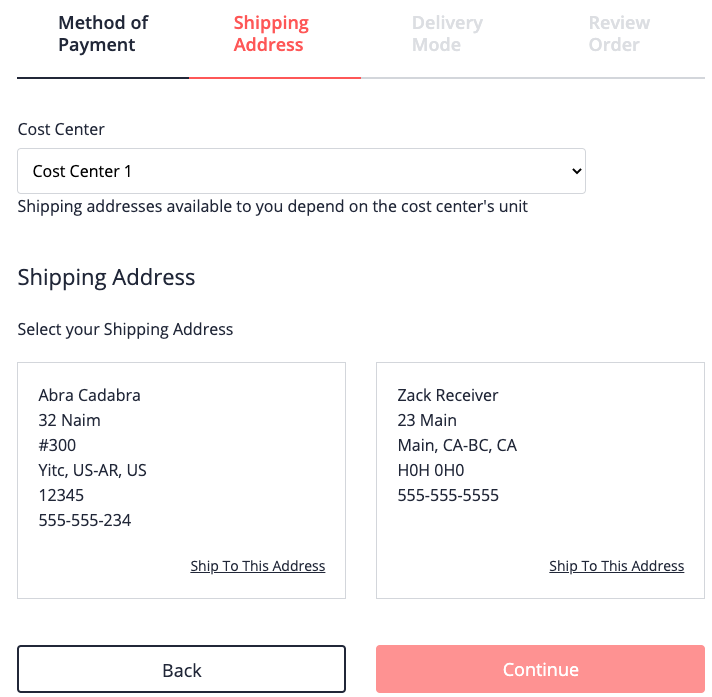 Method of
Payment
Shipping
Address
Delivery
Mode
Review
Order
Cost Center
Cost Center 1
Shipping addresses available to you depend on the cost center's unit
Shipping Address
Select your Shipping Address
Abra Cadabra
32 Naim
#300
Yitc, US-AR, US
12345
555-555-234
Ship To This Address
Zack Receiver
23 Main
Main, CA-BC, CA
H0H 0H0
555-555-5555
Ship To This Address
Back
Continue